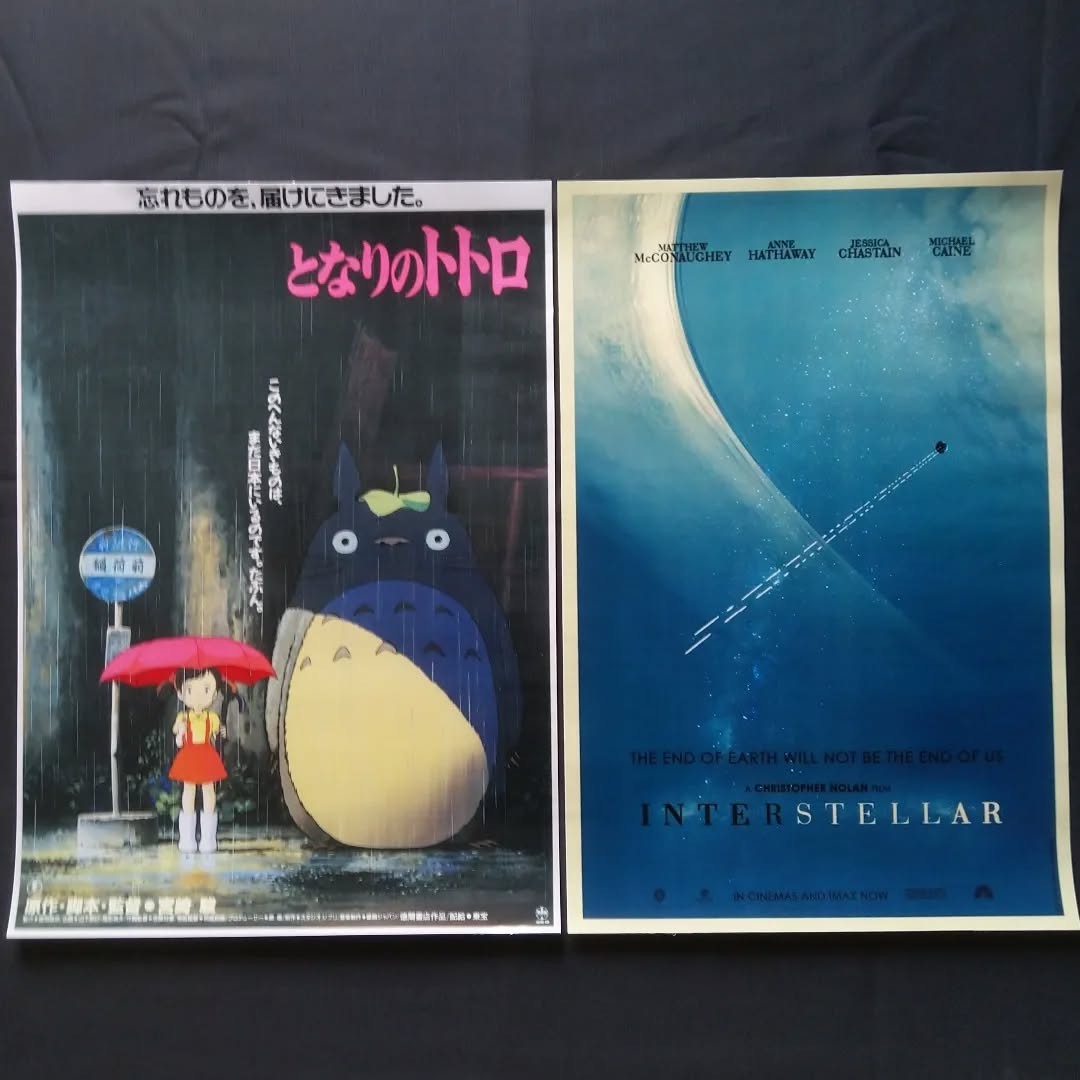 忘れものを、届けにきました。
となりのトトロ
このへんないきものは、
まだ日本にいるのです。たぶん。
稲荷前
原作・脚本・監督●宮崎 駿
徳間書店作品/配給●東宝
MATTHEW McCONAUGHEY
ANNE HATHAWAY
JESSICA CHASTAIN
MICHAEL CAINE
THE END OF EARTH WILL NOT BE THE END OF US
A CHRISTOPHER NOLAN FILM
INTERSTELLAR
IN CINEMAS AND IMAX NOW